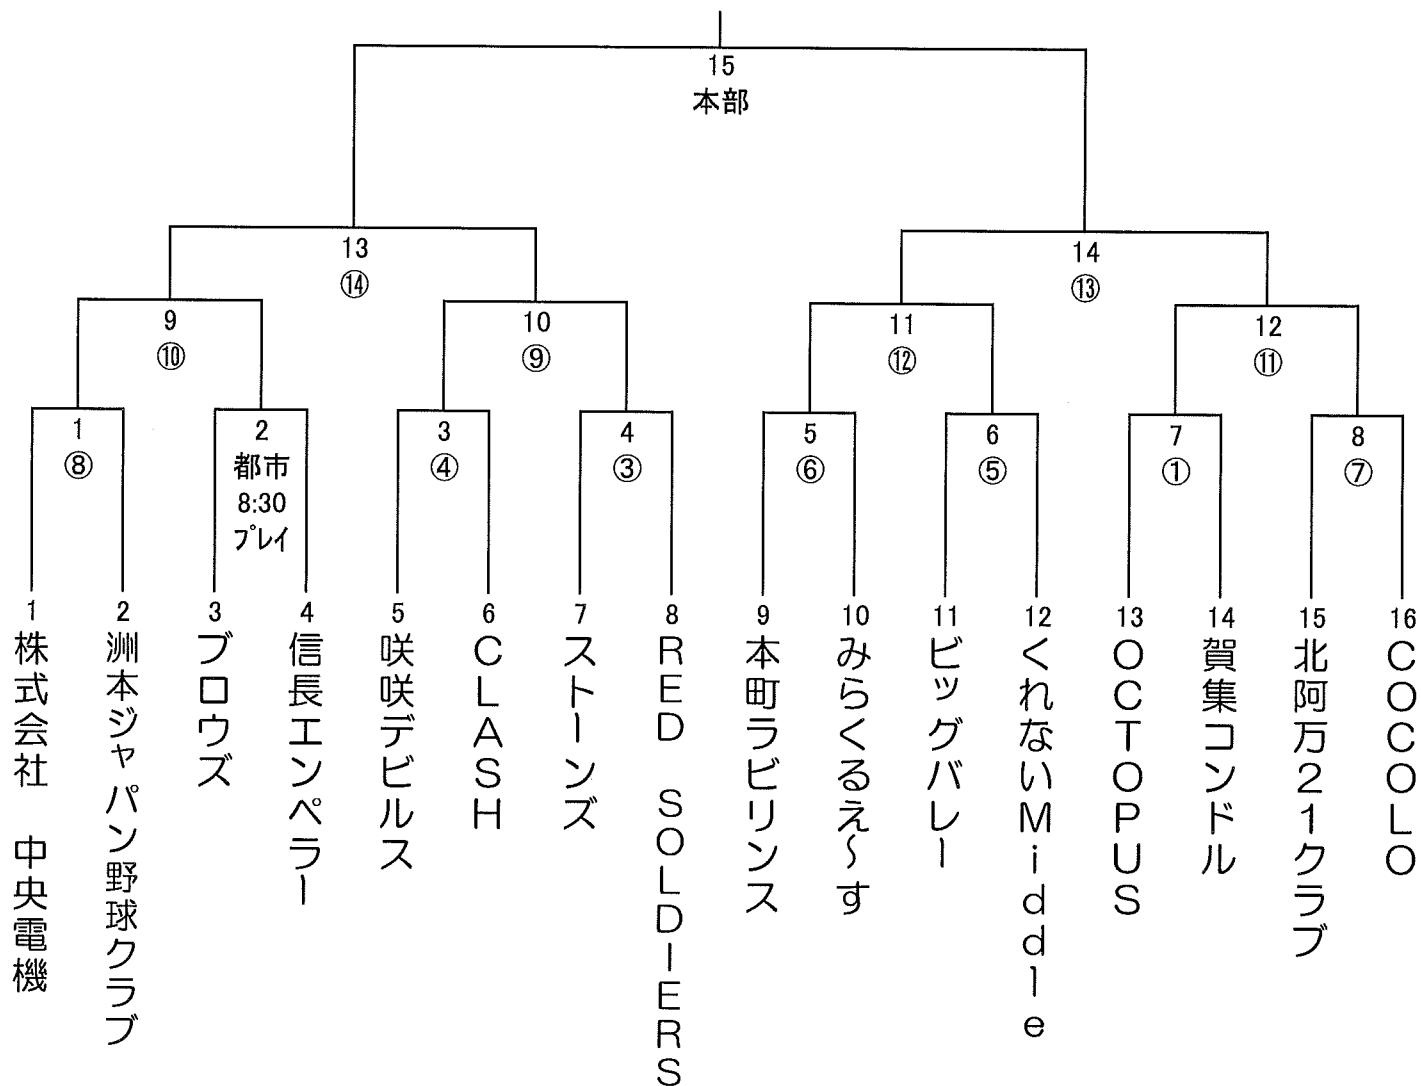 15
本部
13
⑭
14
⑬
9
⑩
10
⑨
11
⑫
12
⑪
1
⑧
2
都市
8:30
プレイ
3
④
4
③
5
⑥
6
⑤
7
①
8
⑦
1
株式会社 中央電機
2
洲本ジャパン野球クラブ
3
ブロウズ
4
信長エンペラー
5
咲咲デビルス
6
CLASH
7
ストーンズ
8
RED SOLDIERS
9
本町ラビリンス
10
みらくるえ～す
11
ビッグバレー
12
くれないMiddle
13
OCTOPUS
14
賀集コンドル
15
北阿万21クラブ
16
COCOLO